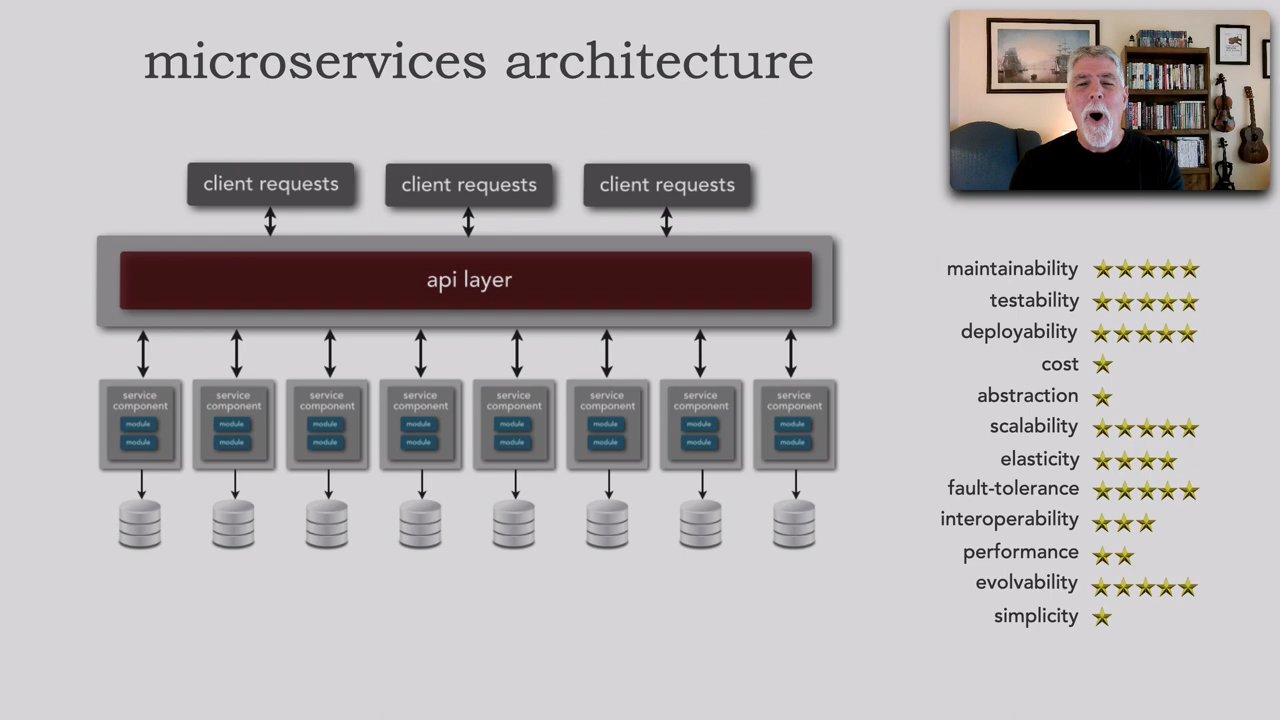 microservices architecture
client requests
client requests
client requests
api layer
service
component
module
module
service
component
module
module
service
component
module
module
service
component
module
module
service
component
module
module
service
component
module
module
service
component
module
module
service
component
module
module
maintainability
testability
deployability
cost
abstraction
scalability
elasticity
fault-tolerance
interoperability
performance
evolvability
simplicity